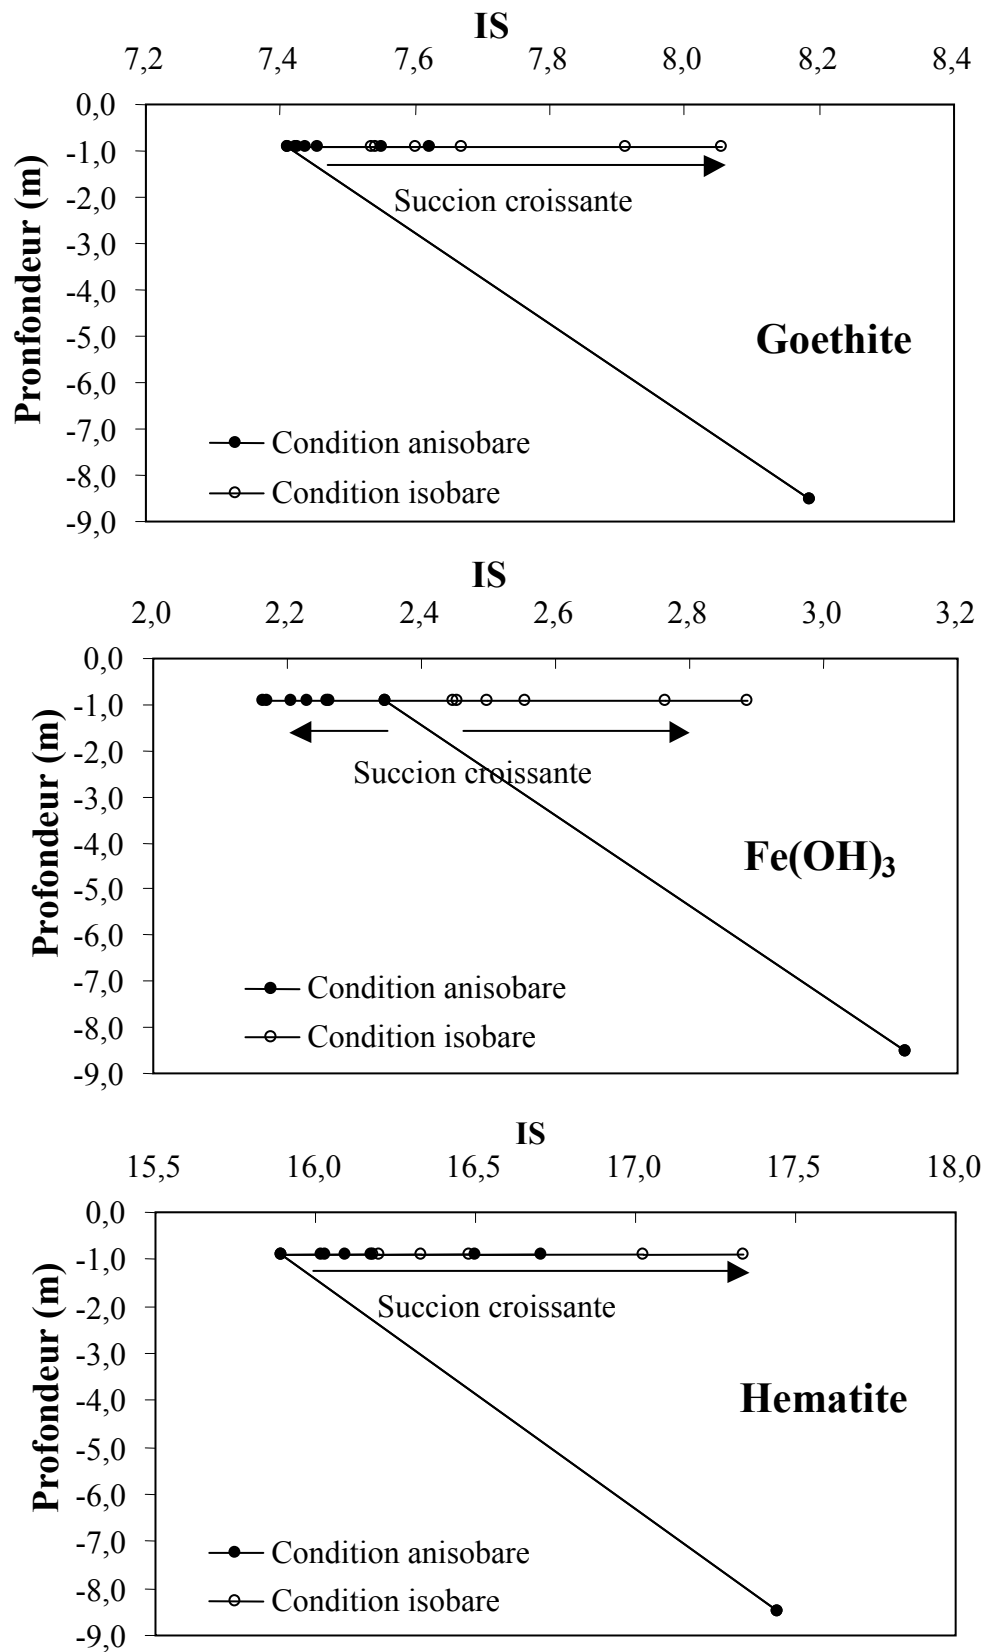 IS
7,2 7,4 7,6 7,8 8,0 8,2 8,4
0,0
-1,0
-2,0
-3,0
-4,0
-5,0
-6,0
-7,0
-8,0
-9,0
Pronfondeur (m)
Succion croissante
Goethite
Condition anisobare
Condition isobare
IS
2,0 2,2 2,4 2,6 2,8 3,0 3,2
0,0
-1,0
-2,0
-3,0
-4,0
-5,0
-6,0
-7,0
-8,0
-9,0
Profondeur (m)
Succion croissante
Fe(OH)₃
Condition anisobare
Condition isobare
IS
15,5 16,0 16,5 17,0 17,5 18,0
0,0
-1,0
-2,0
-3,0
-4,0
-5,0
-6,0
-7,0
-8,0
-9,0
Profondeur (m)
Succion croissante
Hematite
Condition anisobare
Condition isobare